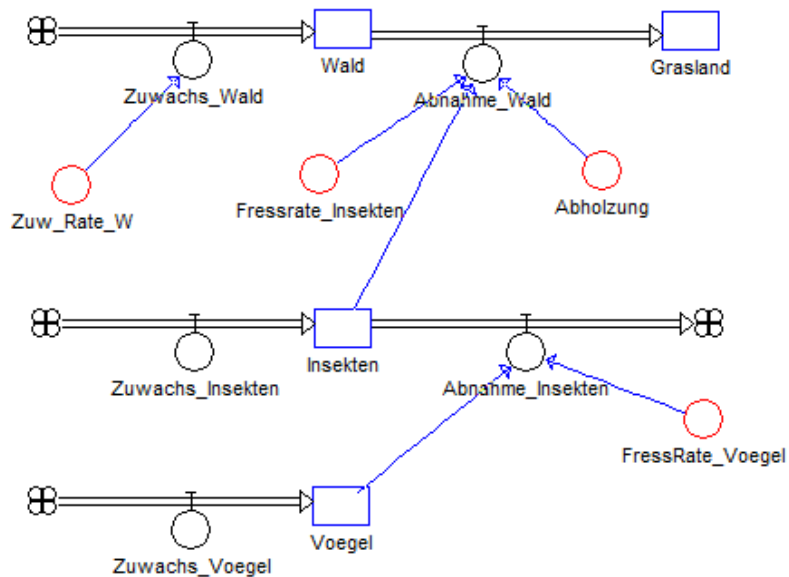 Wald
Grasland
Zuwachs_Wald
Abnahme_Wald
Zuw_Rate_W
Fressrate_Insekten
Abholzung
Insekten
Zuwachs_Insekten
Abnahme_Insekten
FressRate_Voegel
Voegel
Zuwachs_Voegel